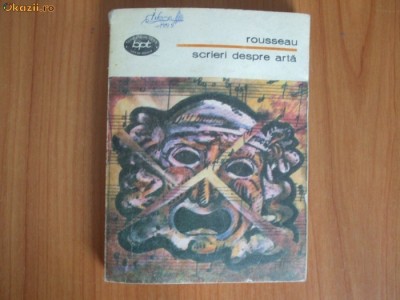 Okazii.ro
bpt
rousseau
scrieri despre artă